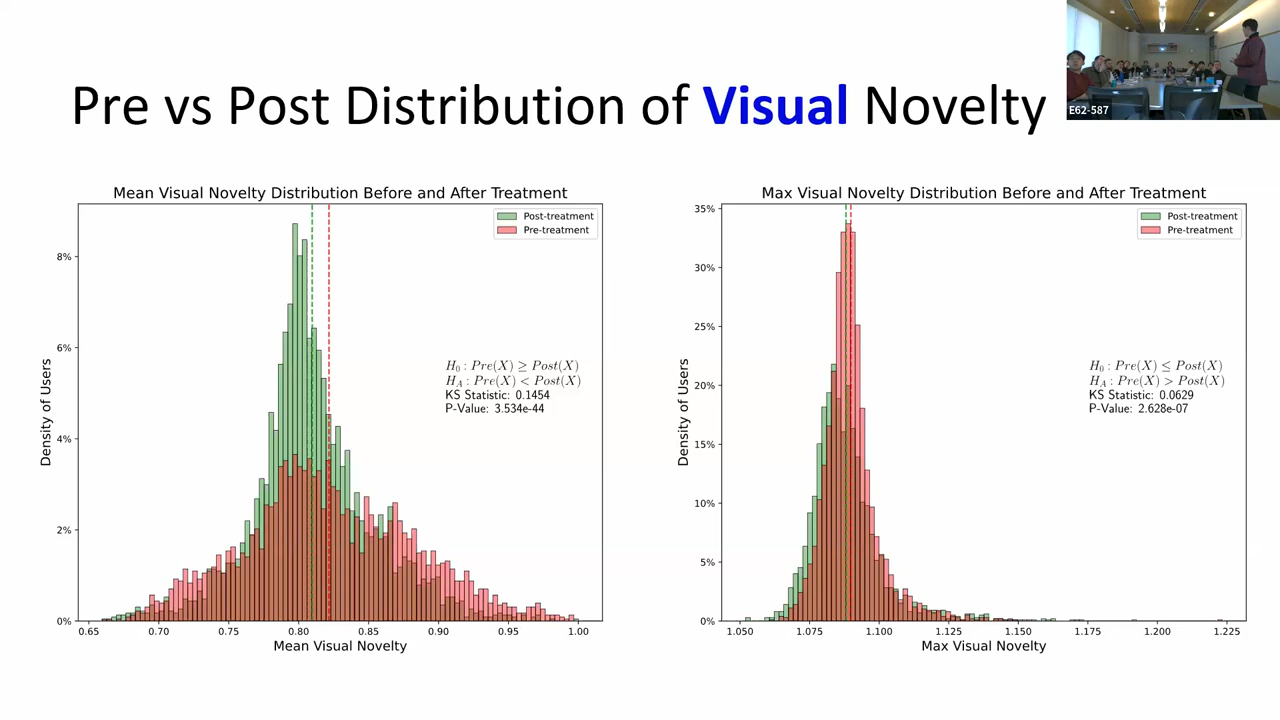 Pre vs Post Distribution of Visual Novelty
E62-587
Mean Visual Novelty Distribution Before and After Treatment
Post-treatment
Pre-treatment
8%
6%
4%
2%
0%
Density of Users
H₀ : Pre(X) ≥ Post(X)
H_A : Pre(X) < Post(X)
KS Statistic: 0.1454
P-Value: 3.534e-44
0.65 0.70 0.75 0.80 0.85 0.90 0.95 1.00
Mean Visual Novelty
Max Visual Novelty Distribution Before and After Treatment
Post-treatment
Pre-treatment
35%
30%
25%
20%
15%
10%
5%
0%
Density of Users
H₀ : Pre(X) ≤ Post(X)
H_A : Pre(X) > Post(X)
KS Statistic: 0.0629
P-Value: 2.628e-07
1.050 1.075 1.100 1.125 1.150 1.175 1.200 1.225
Max Visual Novelty